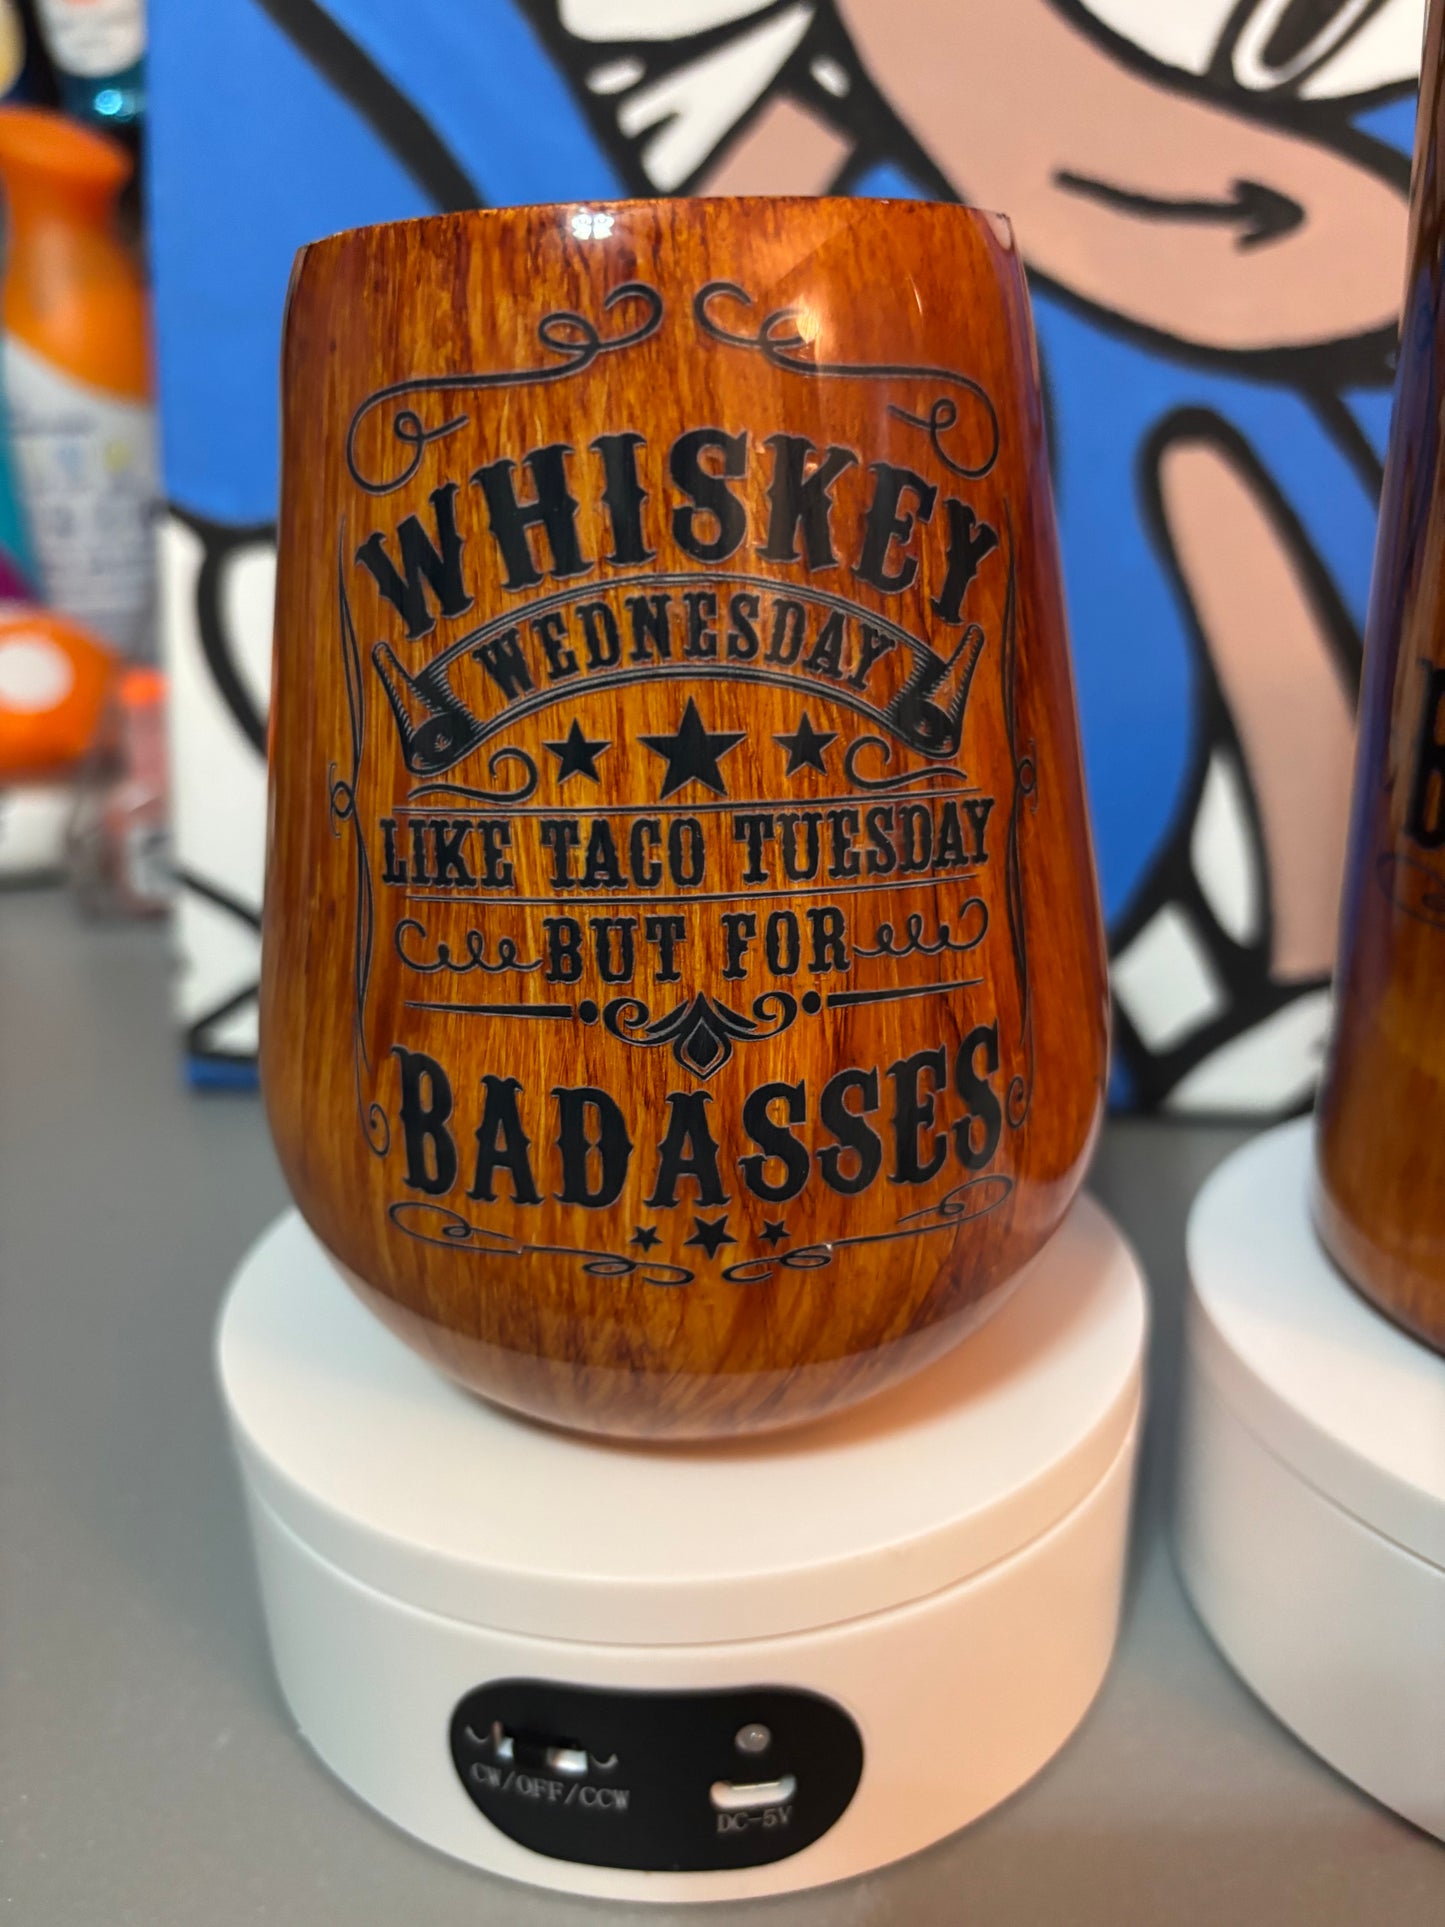 WHISKEY
WEDNESDAY
LIKE TACO TUESDAY
BUT FOR
BADASSES
CW/OFF/CCW
DC-5V